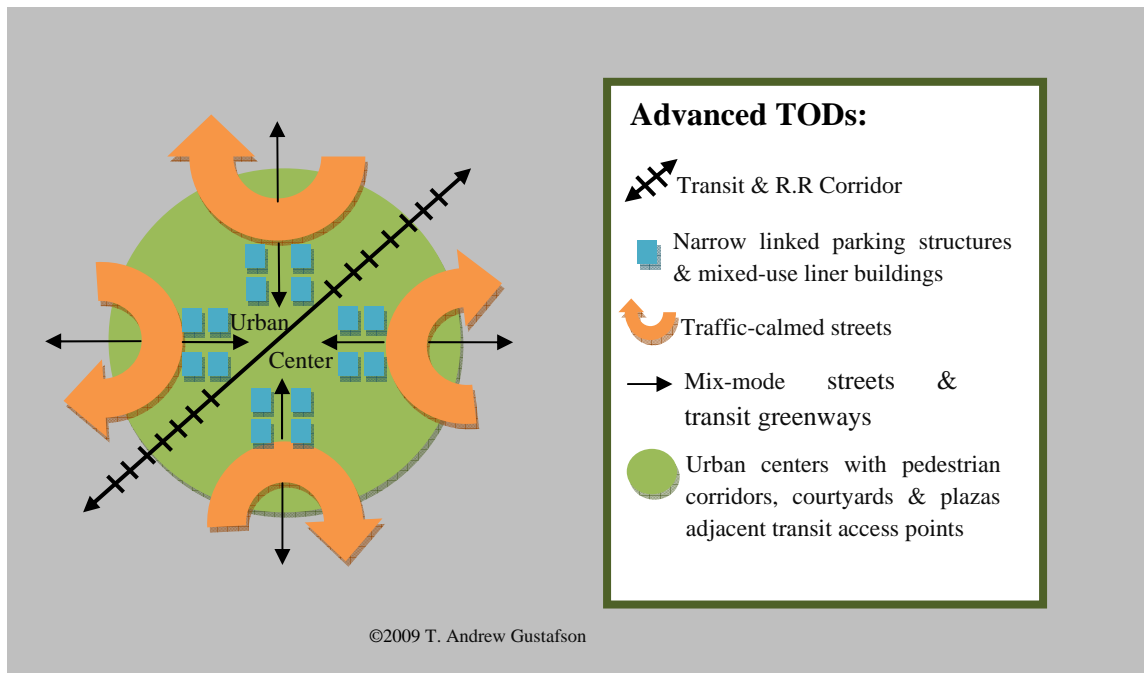 Urban
Center
Advanced TODs:
Transit & R.R Corridor
Narrow linked parking structures
& mixed-use liner buildings
Traffic-calmed streets
Mix-mode streets &
transit greenways
Urban centers with pedestrian
corridors, courtyards & plazas
adjacent transit access points
©2009 T. Andrew Gustafson